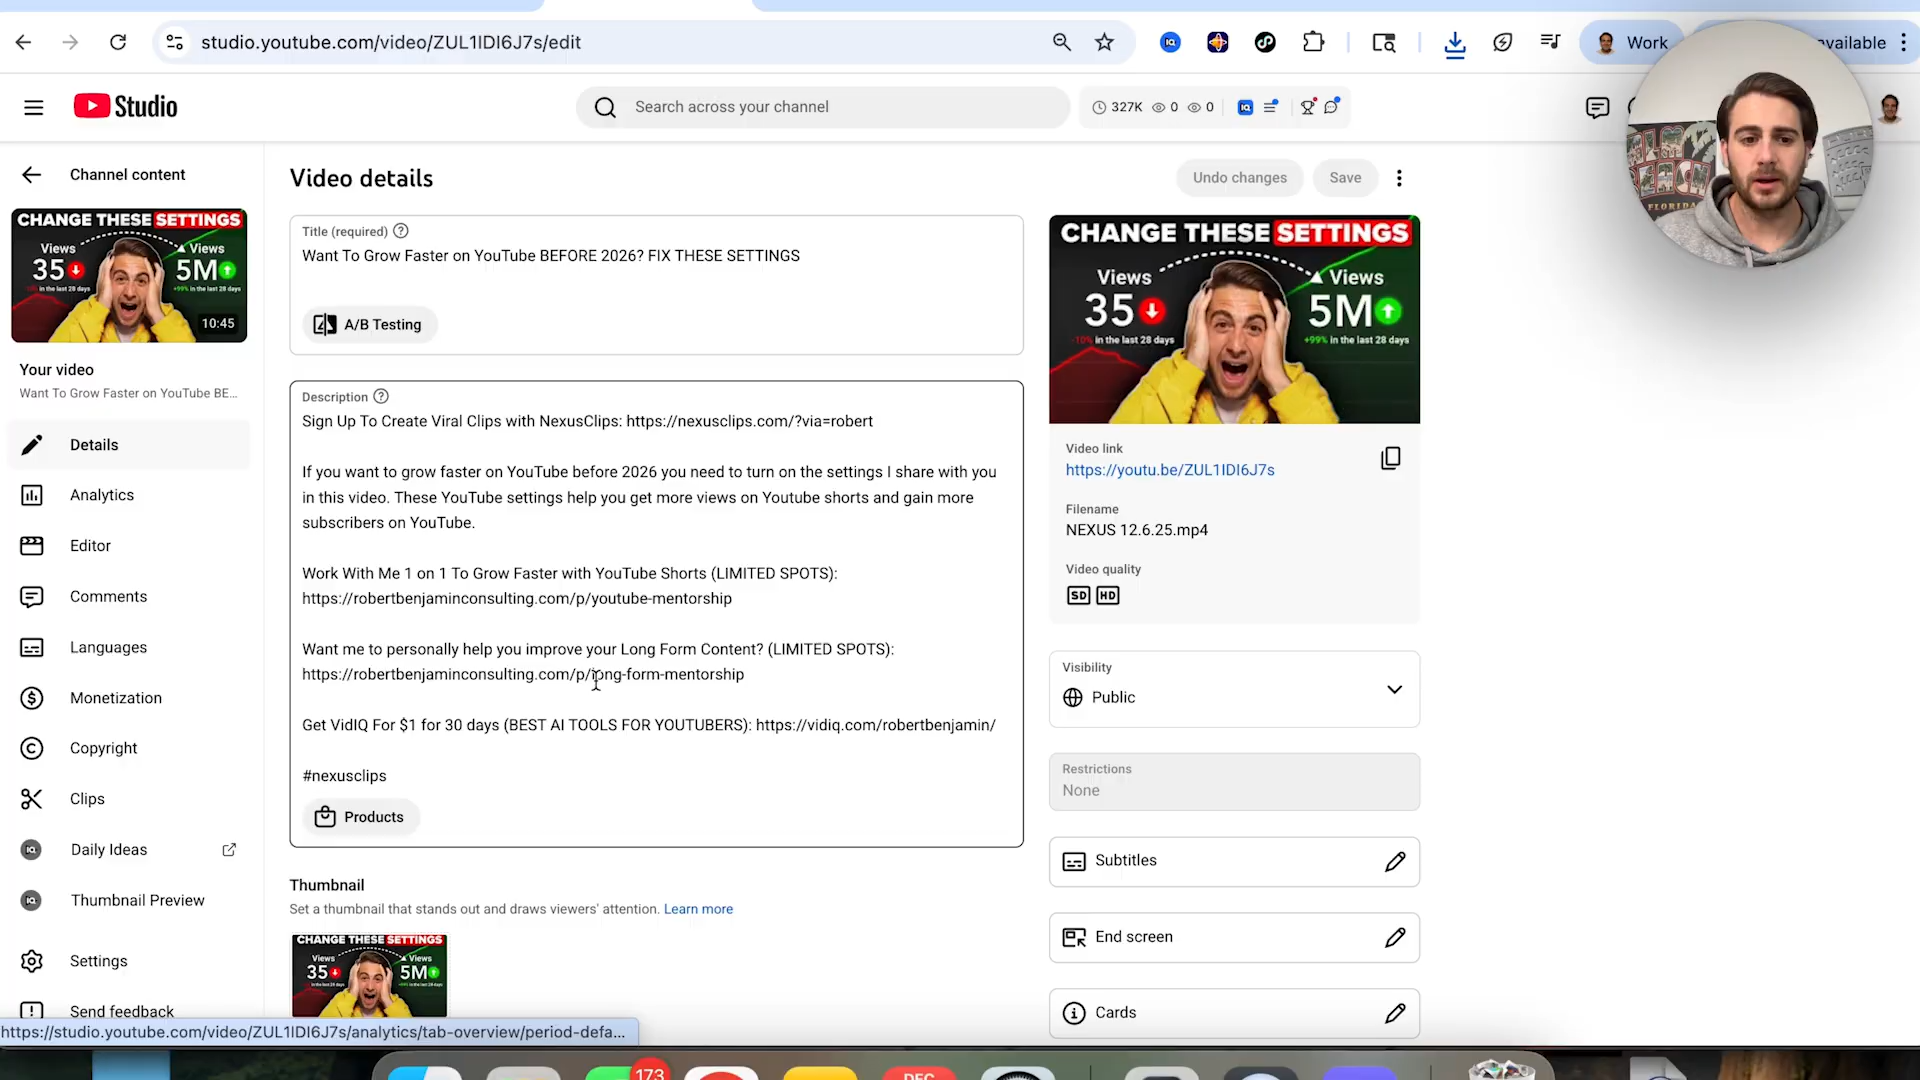 studio.youtube.com/video/ZUL1IDI6J7s/edit
Work
available
Studio
Search across your channel
327K 0 0
Channel content
CHANGE THESE SETTINGS
Views
35
Views
5M
10:45
Your video
Want To Grow Faster on YouTube BE...
Details
Analytics
Editor
Comments
Languages
Monetization
Copyright
Clips
Daily Ideas
Thumbnail Preview
Settings
Send feedback
Video details
Undo changes
Save
Title (required)
Want To Grow Faster on YouTube BEFORE 2026? FIX THESE SETTINGS
A/B Testing
Description
Sign Up To Create Viral Clips with NexusClips: https://nexusclips.com/?via=robert
If you want to grow faster on YouTube before 2026 you need to turn on the settings I share with you
in this video. These YouTube settings help you get more views on Youtube shorts and gain more
subscribers on YouTube.
Work With Me 1 on 1 To Grow Faster with YouTube Shorts (LIMITED SPOTS):
https://robertbenjaminconsulting.com/p/youtube-mentorship
Want me to personally help you improve your Long Form Content? (LIMITED SPOTS):
https://robertbenjaminconsulting.com/p/long-form-mentorship
Get VidIQ For $1 for 30 days (BEST AI TOOLS FOR YOUTUBERS): https://vidiq.com/robertbenjamin/
#nexusclips
Products
Thumbnail
Set a thumbnail that stands out and draws viewers' attention. Learn more
CHANGE THESE SETTINGS
Views
35
Views
5M
CHANGE THESE SETTINGS
Views
35
-10% in the last 28 days
Views
5M
+99% in the last 28 days
Video link
https://youtu.be/ZUL1IDI6J7s
Filename
NEXUS 12.6.25.mp4
Video quality
SD HD
Visibility
Public
Restrictions
None
Subtitles
End screen
Cards
FLORIDA
https://studio.youtube.com/video/ZUL1IDI6J7s/analytics/tab-overview/period-defa...
173
DEC